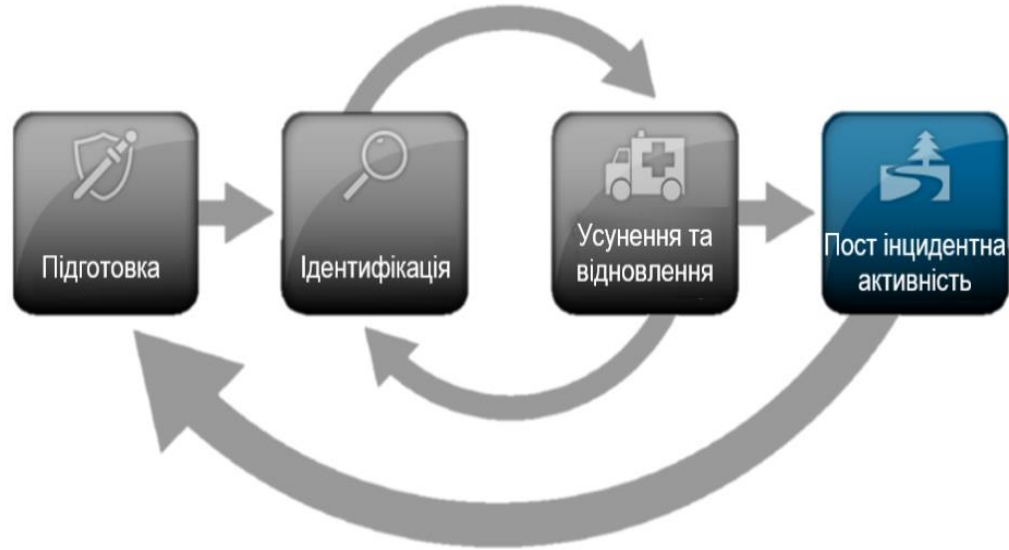 Підготовка
Ідентифікація
Усунення та
відновлення
Пост інцидентна
активність